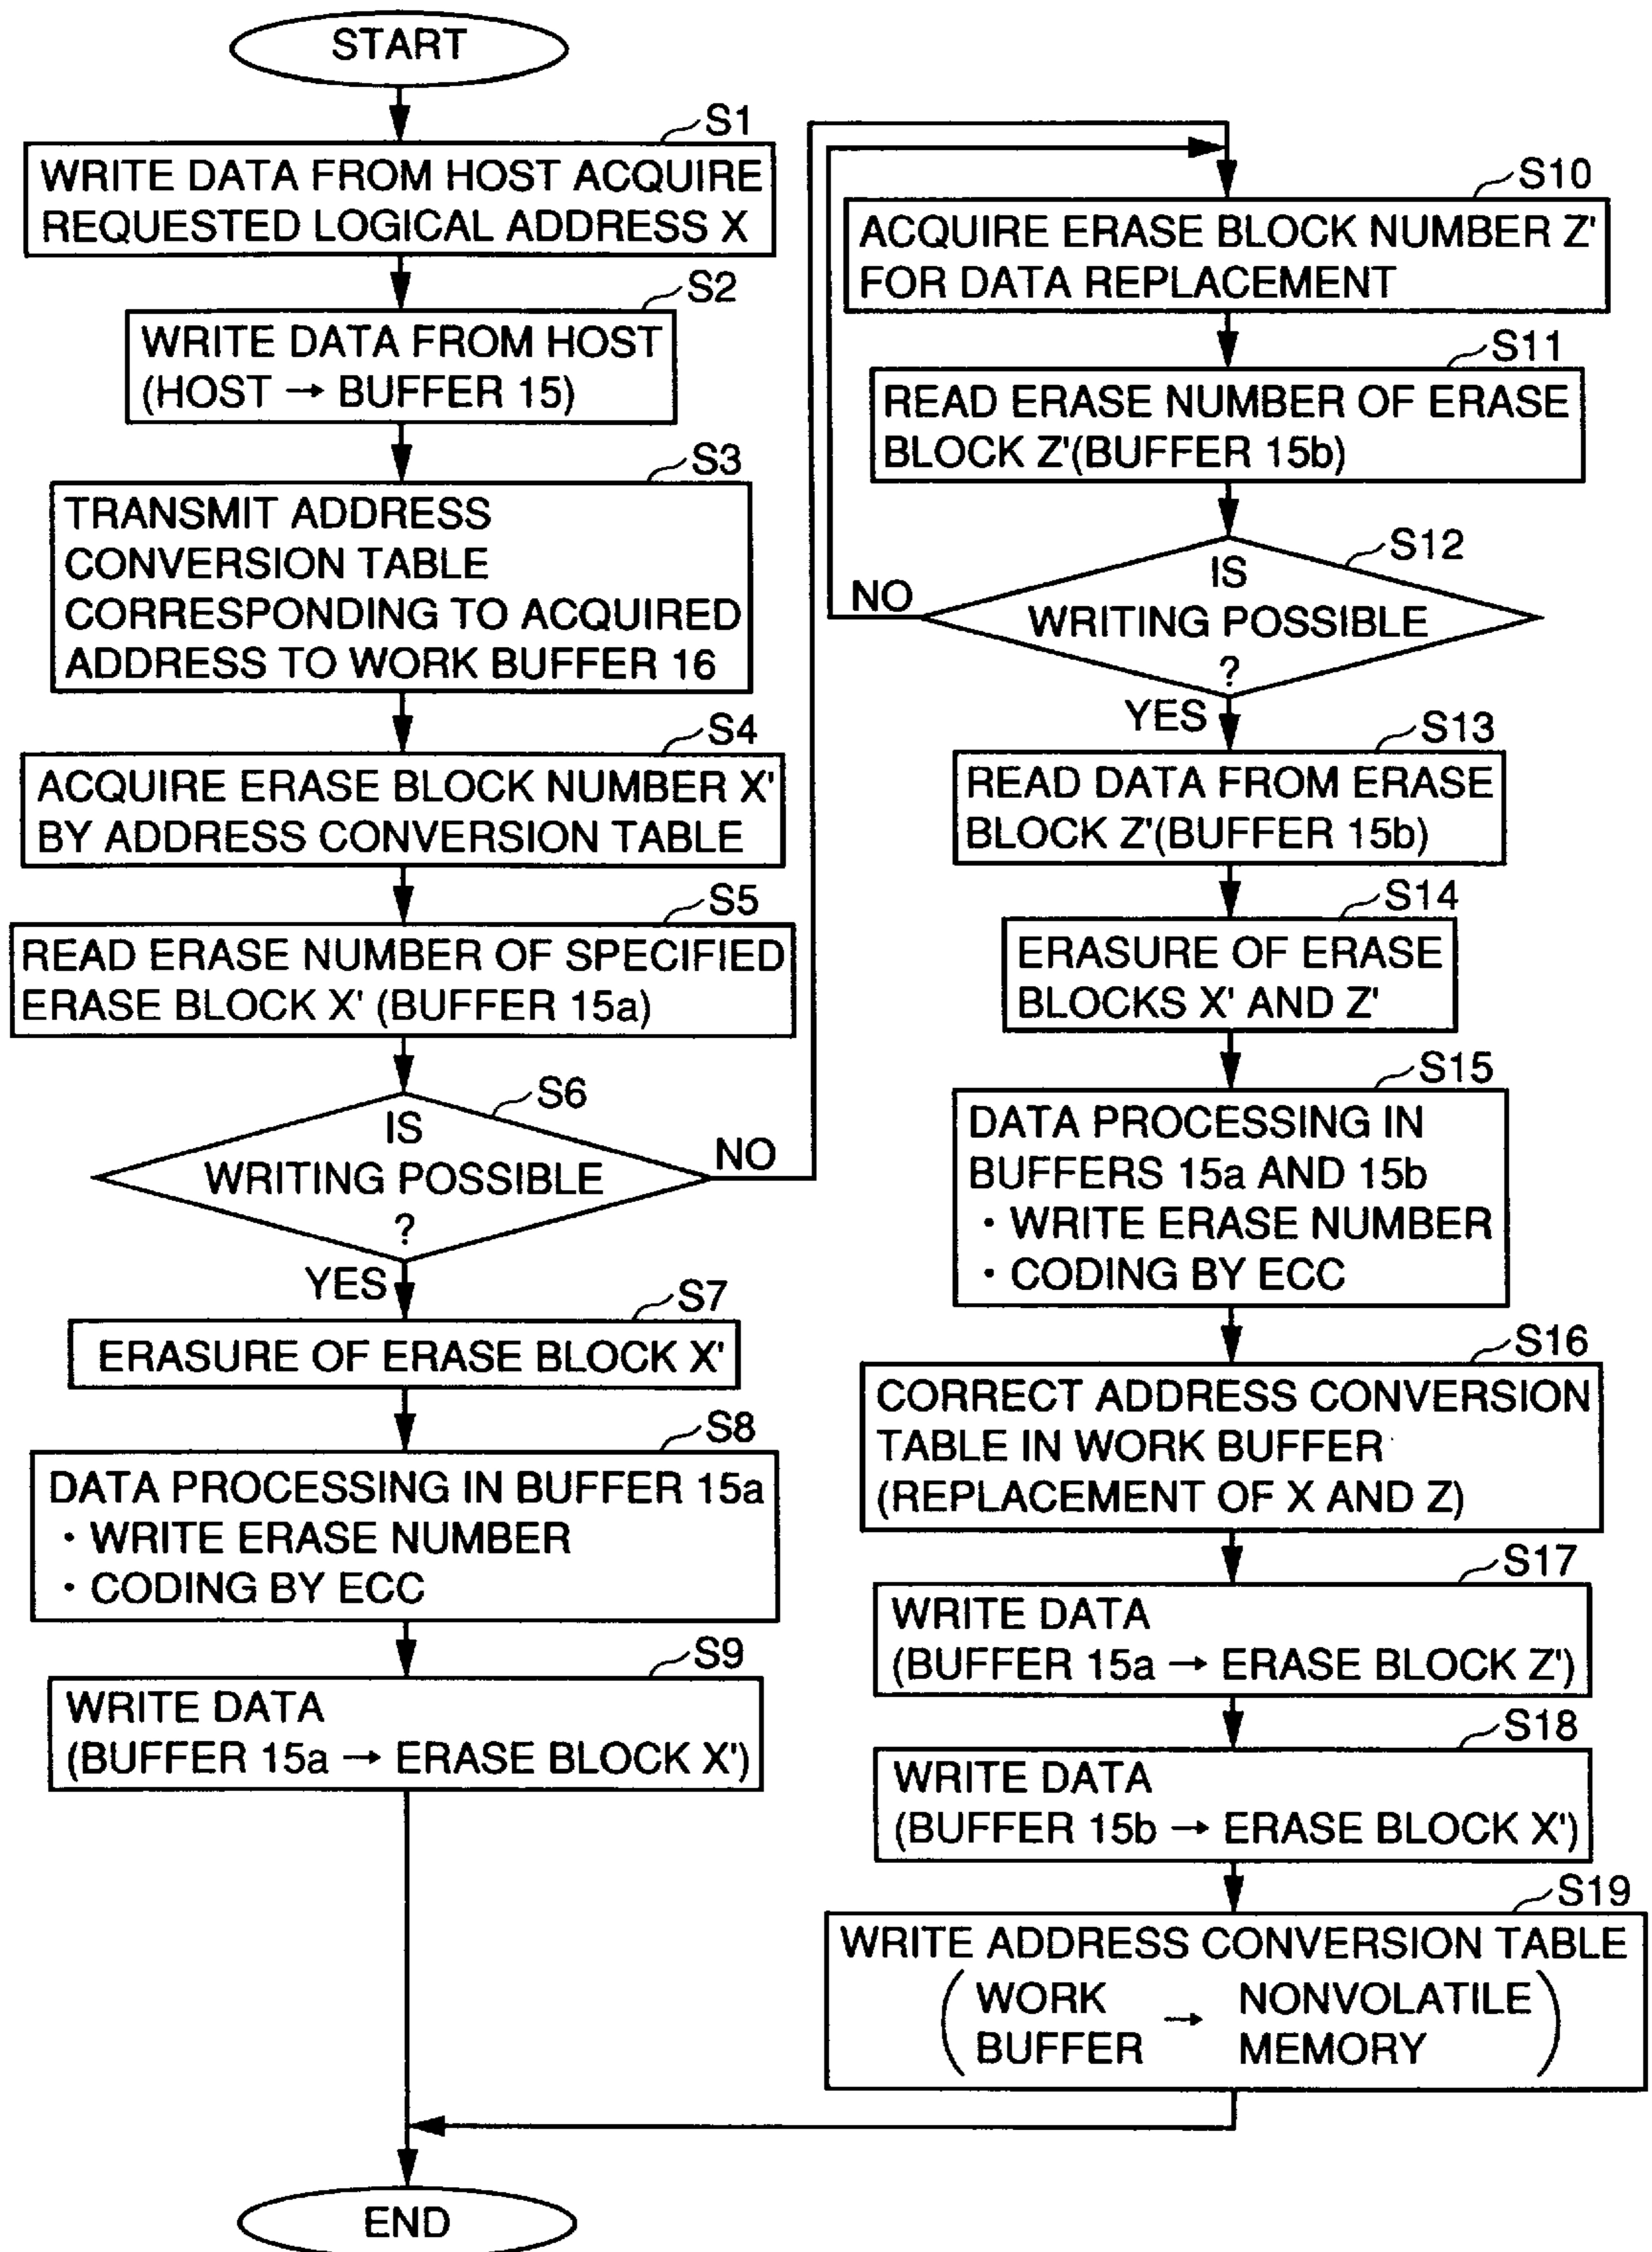 START
S1
WRITE DATA FROM HOST ACQUIRE
REQUESTED LOGICAL ADDRESS X
S2
WRITE DATA FROM HOST
(HOST → BUFFER 15)
S3
TRANSMIT ADDRESS
CONVERSION TABLE
CORRESPONDING TO ACQUIRED
ADDRESS TO WORK BUFFER 16
S4
ACQUIRE ERASE BLOCK NUMBER X'
BY ADDRESS CONVERSION TABLE
S5
READ ERASE NUMBER OF SPECIFIED
ERASE BLOCK X' (BUFFER 15a)
S6
IS
WRITING POSSIBLE
?
NO
YES
S7
ERASURE OF ERASE BLOCK X'
S8
DATA PROCESSING IN BUFFER 15a
· WRITE ERASE NUMBER
· CODING BY ECC
S9
WRITE DATA
(BUFFER 15a → ERASE BLOCK X')
S10
ACQUIRE ERASE BLOCK NUMBER Z'
FOR DATA REPLACEMENT
S11
READ ERASE NUMBER OF ERASE
BLOCK Z'(BUFFER 15b)
S12
IS
WRITING POSSIBLE
?
NO
YES
S13
READ DATA FROM ERASE
BLOCK Z'(BUFFER 15b)
S14
ERASURE OF ERASE
BLOCKS X' AND Z'
S15
DATA PROCESSING IN
BUFFERS 15a AND 15b
· WRITE ERASE NUMBER
· CODING BY ECC
S16
CORRECT ADDRESS CONVERSION
TABLE IN WORK BUFFER
(REPLACEMENT OF X AND Z)
S17
WRITE DATA
(BUFFER 15a → ERASE BLOCK Z')
S18
WRITE DATA
(BUFFER 15b → ERASE BLOCK X')
S19
WRITE ADDRESS CONVERSION TABLE
(WORK → NONVOLATILE
BUFFER MEMORY)
END